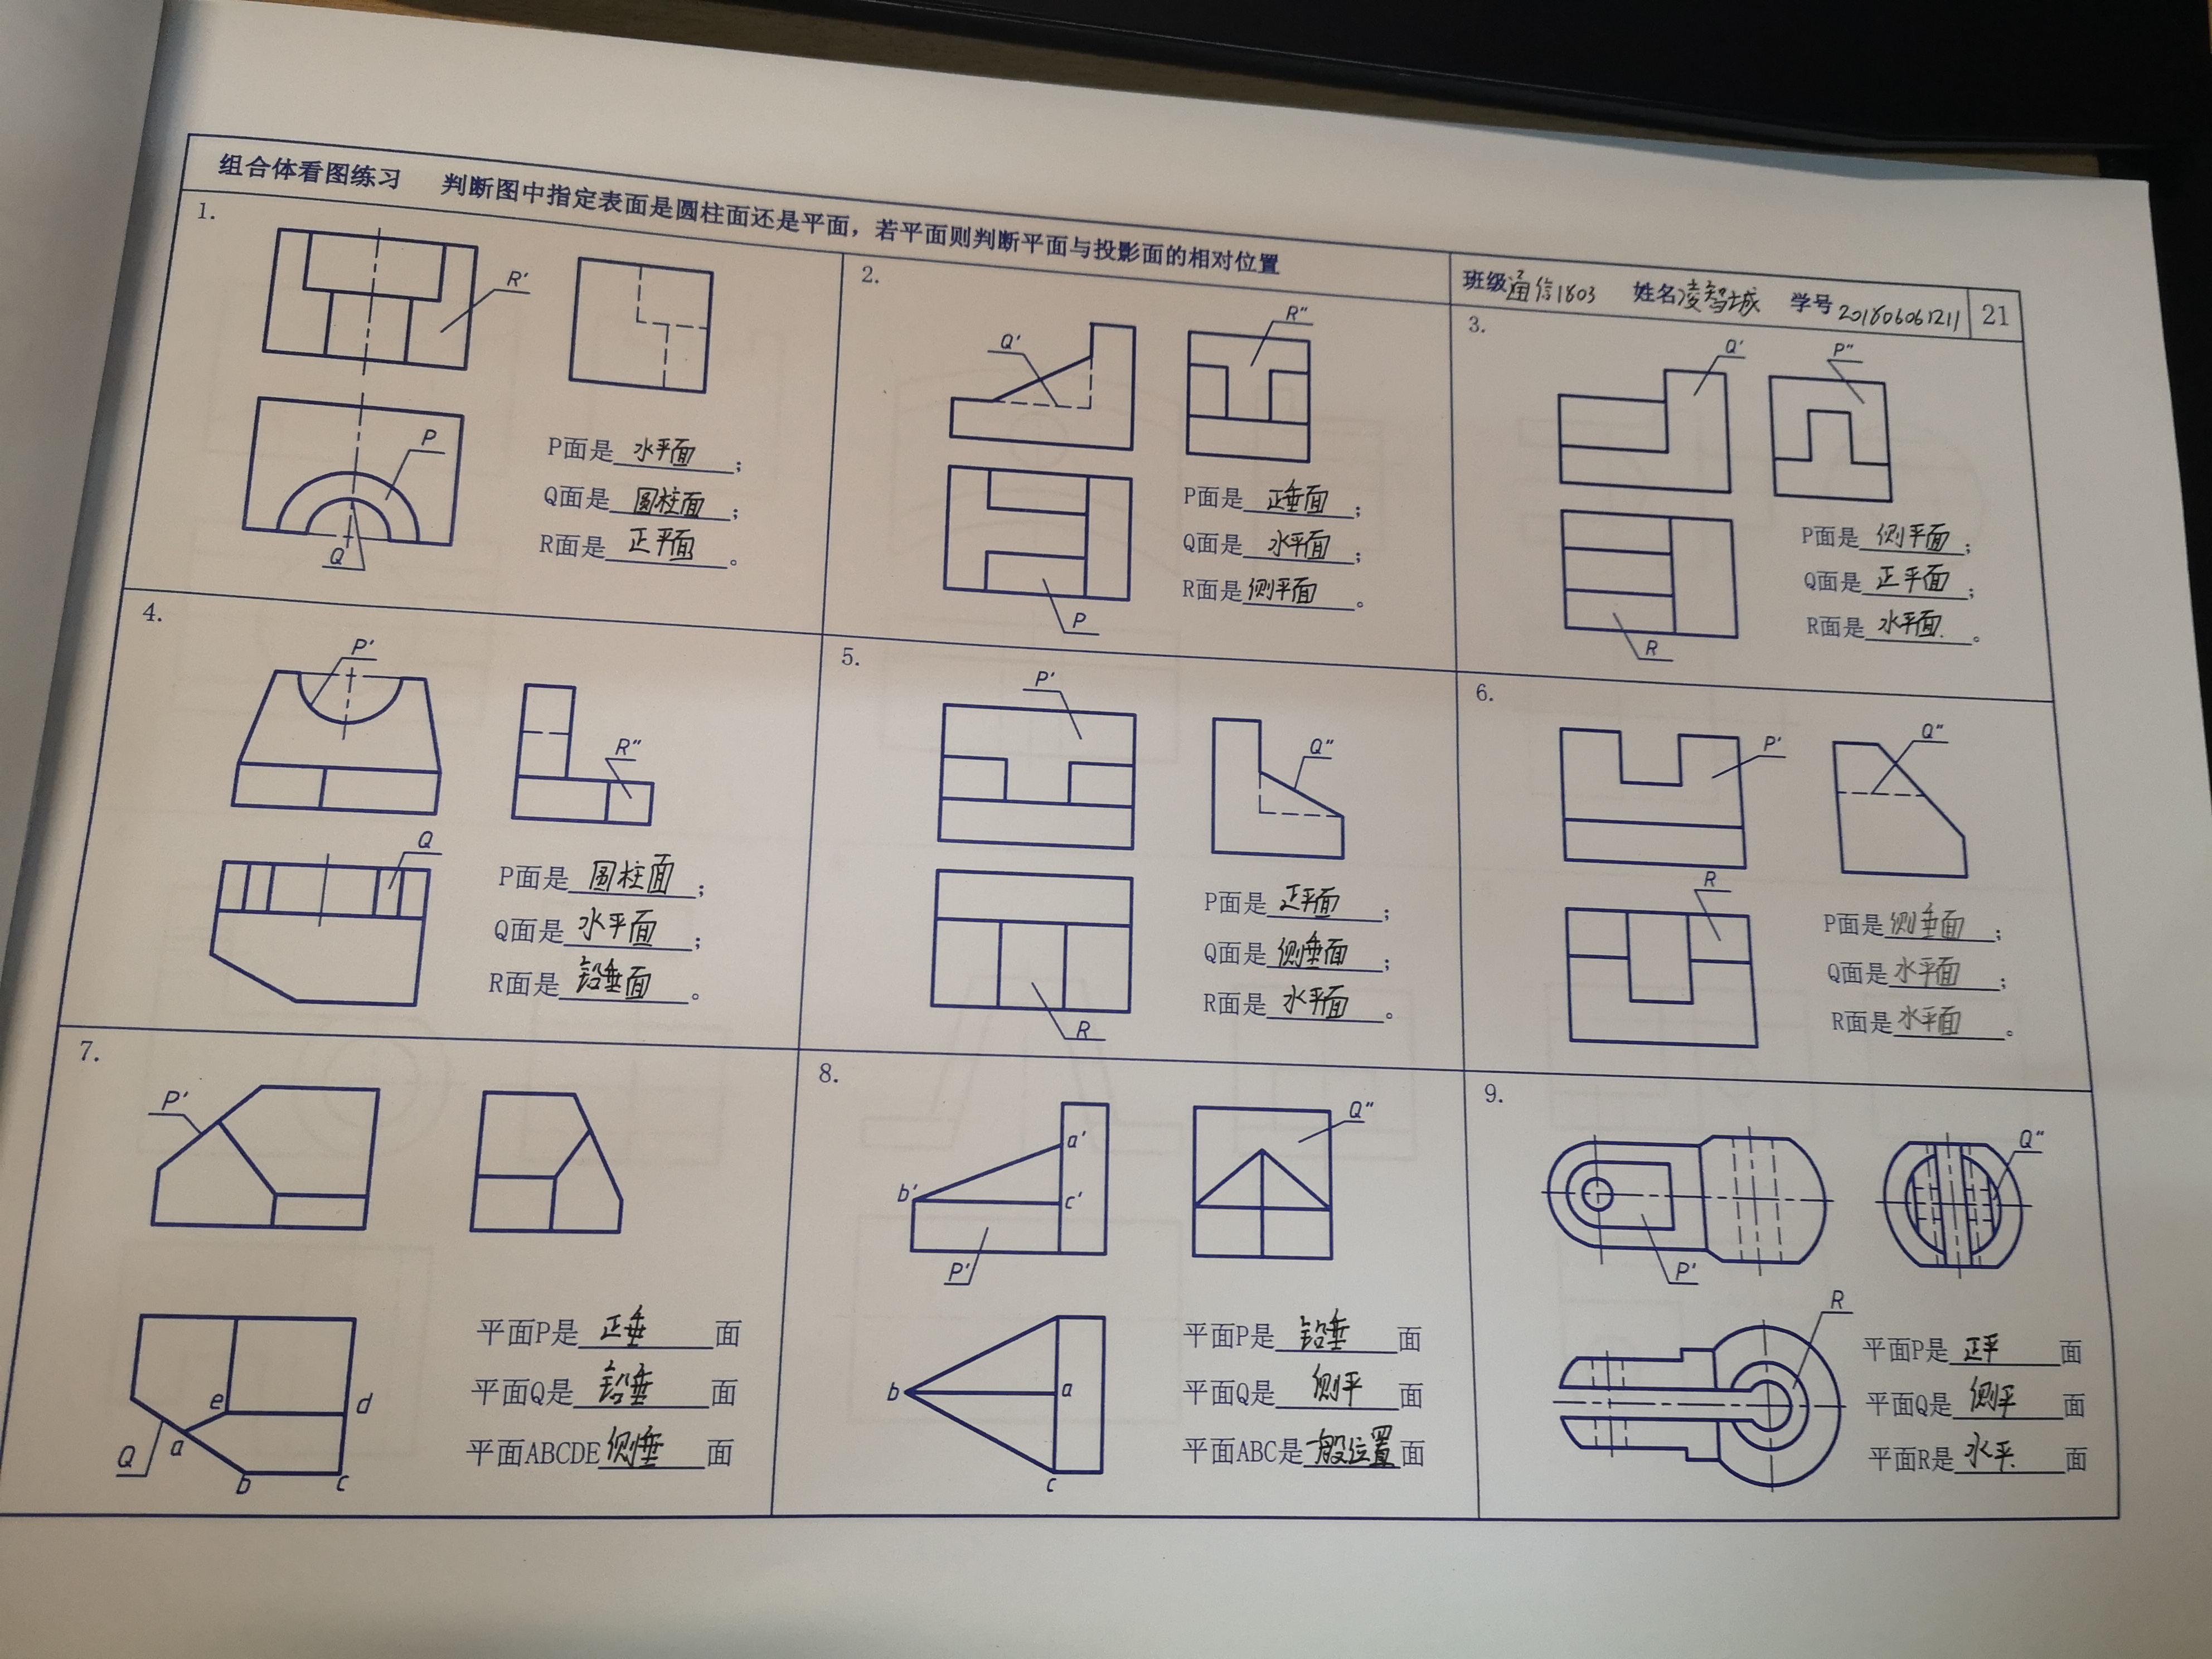 组合体看图练习 判断图中指定表面是圆柱面还是平面，若平面则判断平面与投影面的相对位置
班级通信1803 姓名凌智城 学号201806061211 21
1.
R'
P
Q
P面是水平面；
Q面是圆柱面；
R面是正平面。
2.
Q'
R"
P
P面是正垂面；
Q面是水平面；
R面是侧平面。
3.
Q'
P"
R
P面是侧平面；
Q面是正平面；
R面是水平面。
4.
P'
R"
Q
P面是圆柱面；
Q面是水平面；
R面是铅垂面。
5.
P'
Q"
R
P面是正平面；
Q面是侧垂面；
R面是水平面。
6.
Q"
P'
R
P面是侧垂面；
Q面是水平面；
R面是水平面。
7.
P'
e
d
Q
a
b
c
平面P是正垂面
平面Q是铅垂面
平面ABCDE侧垂面
8.
Q"
a'
b'
c'
P'
b
a
c
平面P是铅垂面
平面Q是侧平面
平面ABC是一般位置面
9.
Q"
P'
R
平面P是正平面
平面Q是侧平面
平面R是水平面